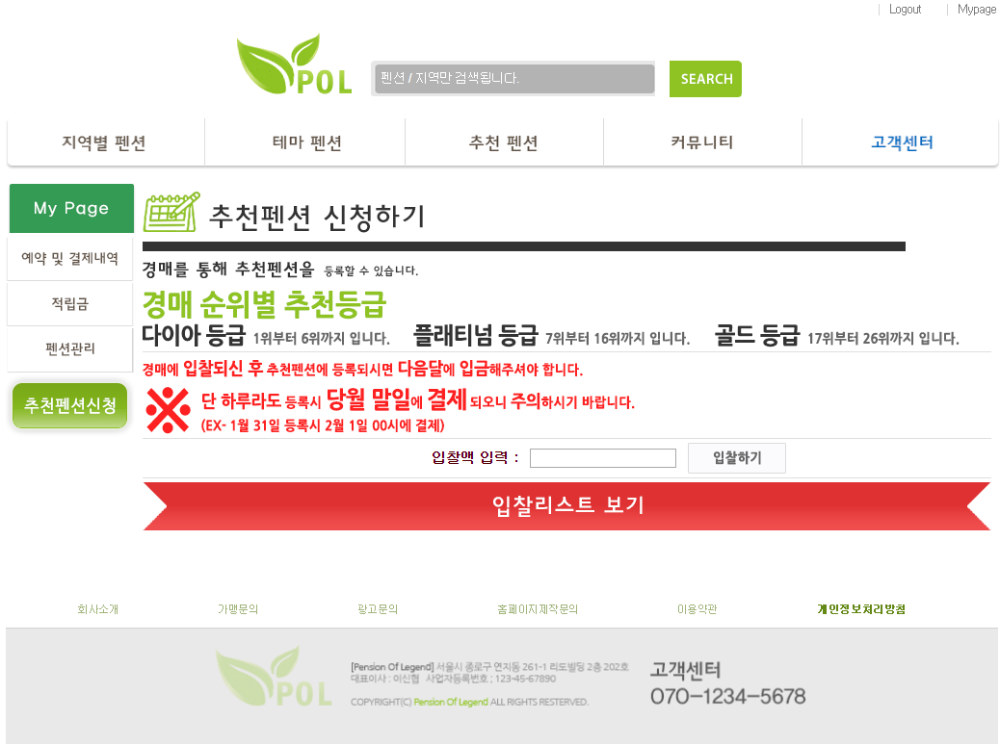 Logout Mypage
POL
펜션 / 지역만 검색됩니다.
SEARCH
지역별 펜션 테마 펜션 추천 펜션 커뮤니티 고객센터
My Page
예약 및 결제내역
적립금
펜션관리
추천펜션신청
추천펜션 신청하기
경매를 통해 추천펜션을 등록할 수 있습니다.
경매 순위별 추천등급
다이아 등급 1위부터 6위까지 입니다. 플래티넘 등급 7위부터 16위까지 입니다. 골드 등급 17위부터 26위까지 입니다.
경매에 입찰되신 후 추천펜션에 등록되시면 다음달에 입금해주셔야 합니다.
※ 단 하루라도 등록시 당월 말일에 결제 되오니 주의하시기 바랍니다.
(EX- 1월 31일 등록시 2월 1일 00시에 결제)
입찰액 입력 : 입찰하기
입찰리스트 보기
회사소개 가맹문의 광고문의 홈페이지제작문의 이용약관 개인정보처리방침
POL
[Pension Of Legend] 서울시 종로구 연지동 261-1 리도빌딩 2층 202호
대표이사 : 이신협 사업자등록번호 ; 123-45-67890
COPYRIGHT(C) Pension Of Legend ALL RIGHTS RESTERVED.
고객센터
070-1234-5678